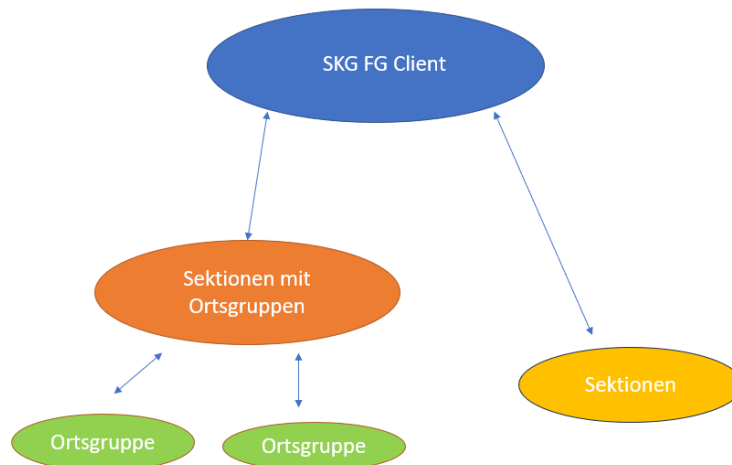 SKG FG Client
Sektionen mit
Ortsgruppen
Sektionen
Ortsgruppe
Ortsgruppe